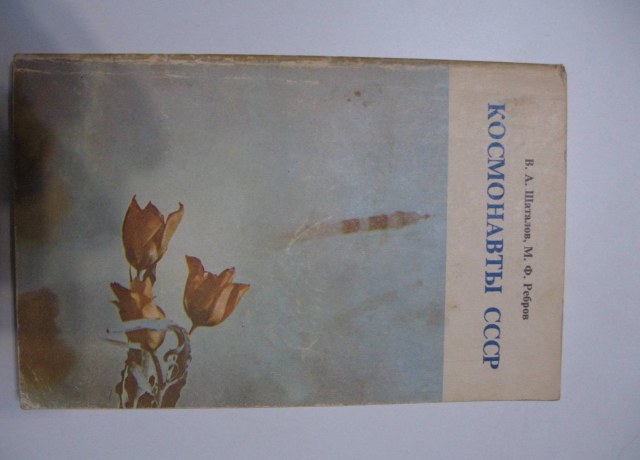 В. А. Шаталов, М. Ф. Ребров
КОСМОНАВТЫ СССР